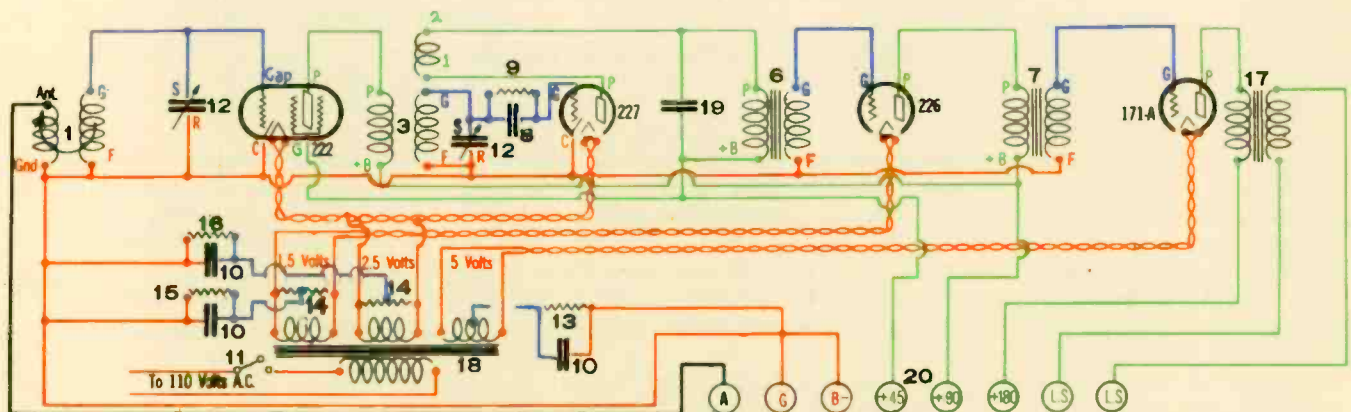 2
Cap P P 1 9 P P G P G P 17
Ant. G S 12 3 G G 6 G 226 7 171-A
1 R S 8 227 19
222 12
Gnd F C G +B F R C +B F +B F
16
10 1.5 Volts 2.5 Volts 5 Volts
15 14 14
10 13
11 18 10
To 110 Volts A.C. 20
A G B- +45 +90 +180 L.S L.S